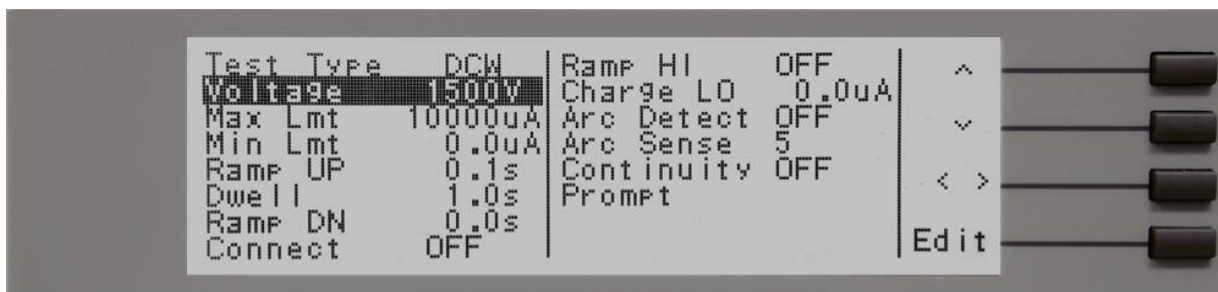 Test Type DCW
Voltage 1500V
Max Lmt 10000uA
Min Lmt 0.0uA
Ramp UP 0.1s
Dwell 1.0s
Ramp DN 0.0s
Connect OFF
Ramp HI OFF
Charge LO 0.0uA
Arc Detect OFF
Arc Sense 5
Continuity OFF
Prompt
^
v
< >
Edit